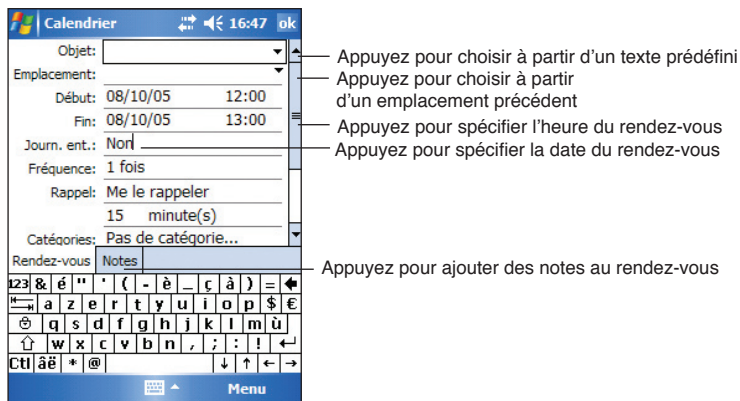 Calendrier 16:47 ok
Objet:
Appuyez pour choisir à partir d'un texte prédéfini
Emplacement:
Appuyez pour choisir à partir
d'un emplacement précédent
Début: 08/10/05 12:00
Fin: 08/10/05 13:00
Appuyez pour spécifier l'heure du rendez-vous
Journ. ent.: Non
Appuyez pour spécifier la date du rendez-vous
Fréquence: 1 fois
Rappel: Me le rappeler
15 minute(s)
Catégories: Pas de catégorie...
Rendez-vous Notes
Appuyez pour ajouter des notes au rendez-vous
123 & é " ' ( - è _ ç à ) =
a z e r t y u i o p $ €
q s d f g h j k l m ù
w x c v b n , ; : !
Ctl âë * @ ↓ ↑ ← →
Menu